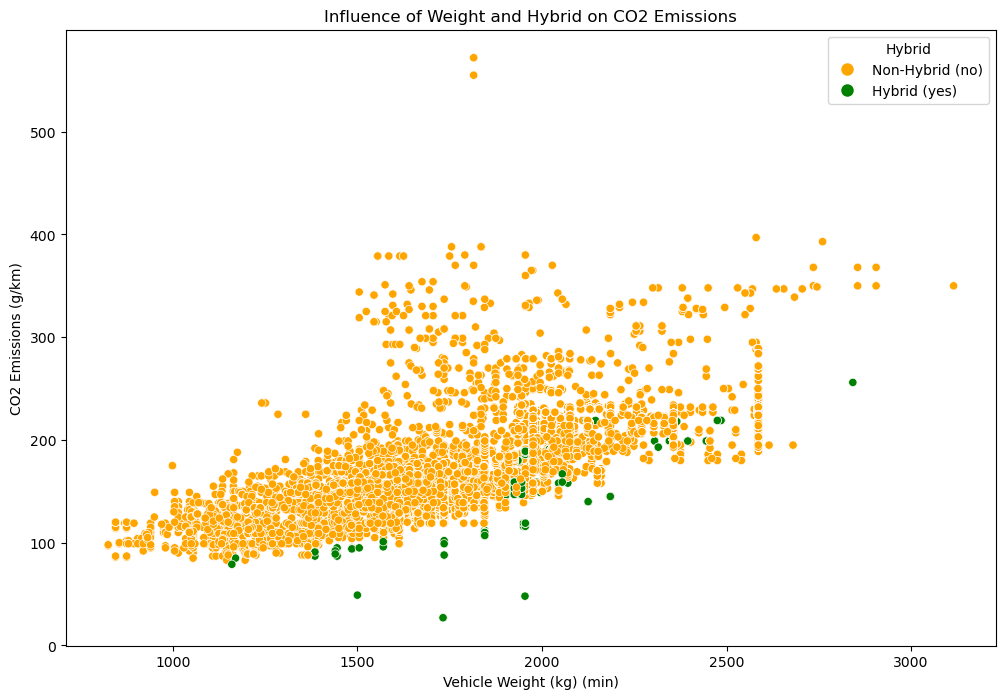 Influence of Weight and Hybrid on CO2 Emissions
Hybrid
Non-Hybrid (no)
Hybrid (yes)
CO2 Emissions (g/km)
500
400
300
200
100
0
1000 1500 2000 2500 3000
Vehicle Weight (kg) (min)